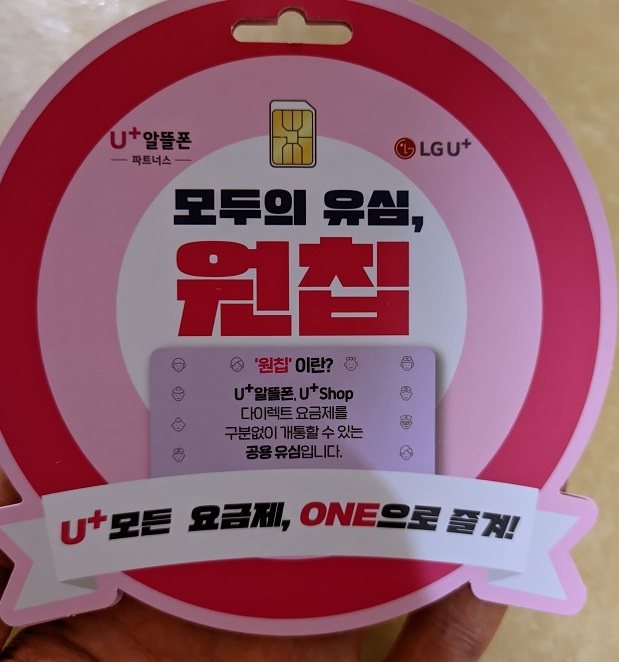 U+알뜰폰
파트너스
LG U+
모두의 유심,
원칩
'원칩' 이란?
U+알뜰폰, U+Shop
다이렉트 요금제를
구분없이 개통할 수 있는
공용 유심입니다.
U+모든 요금제, ONE으로 즐겨!